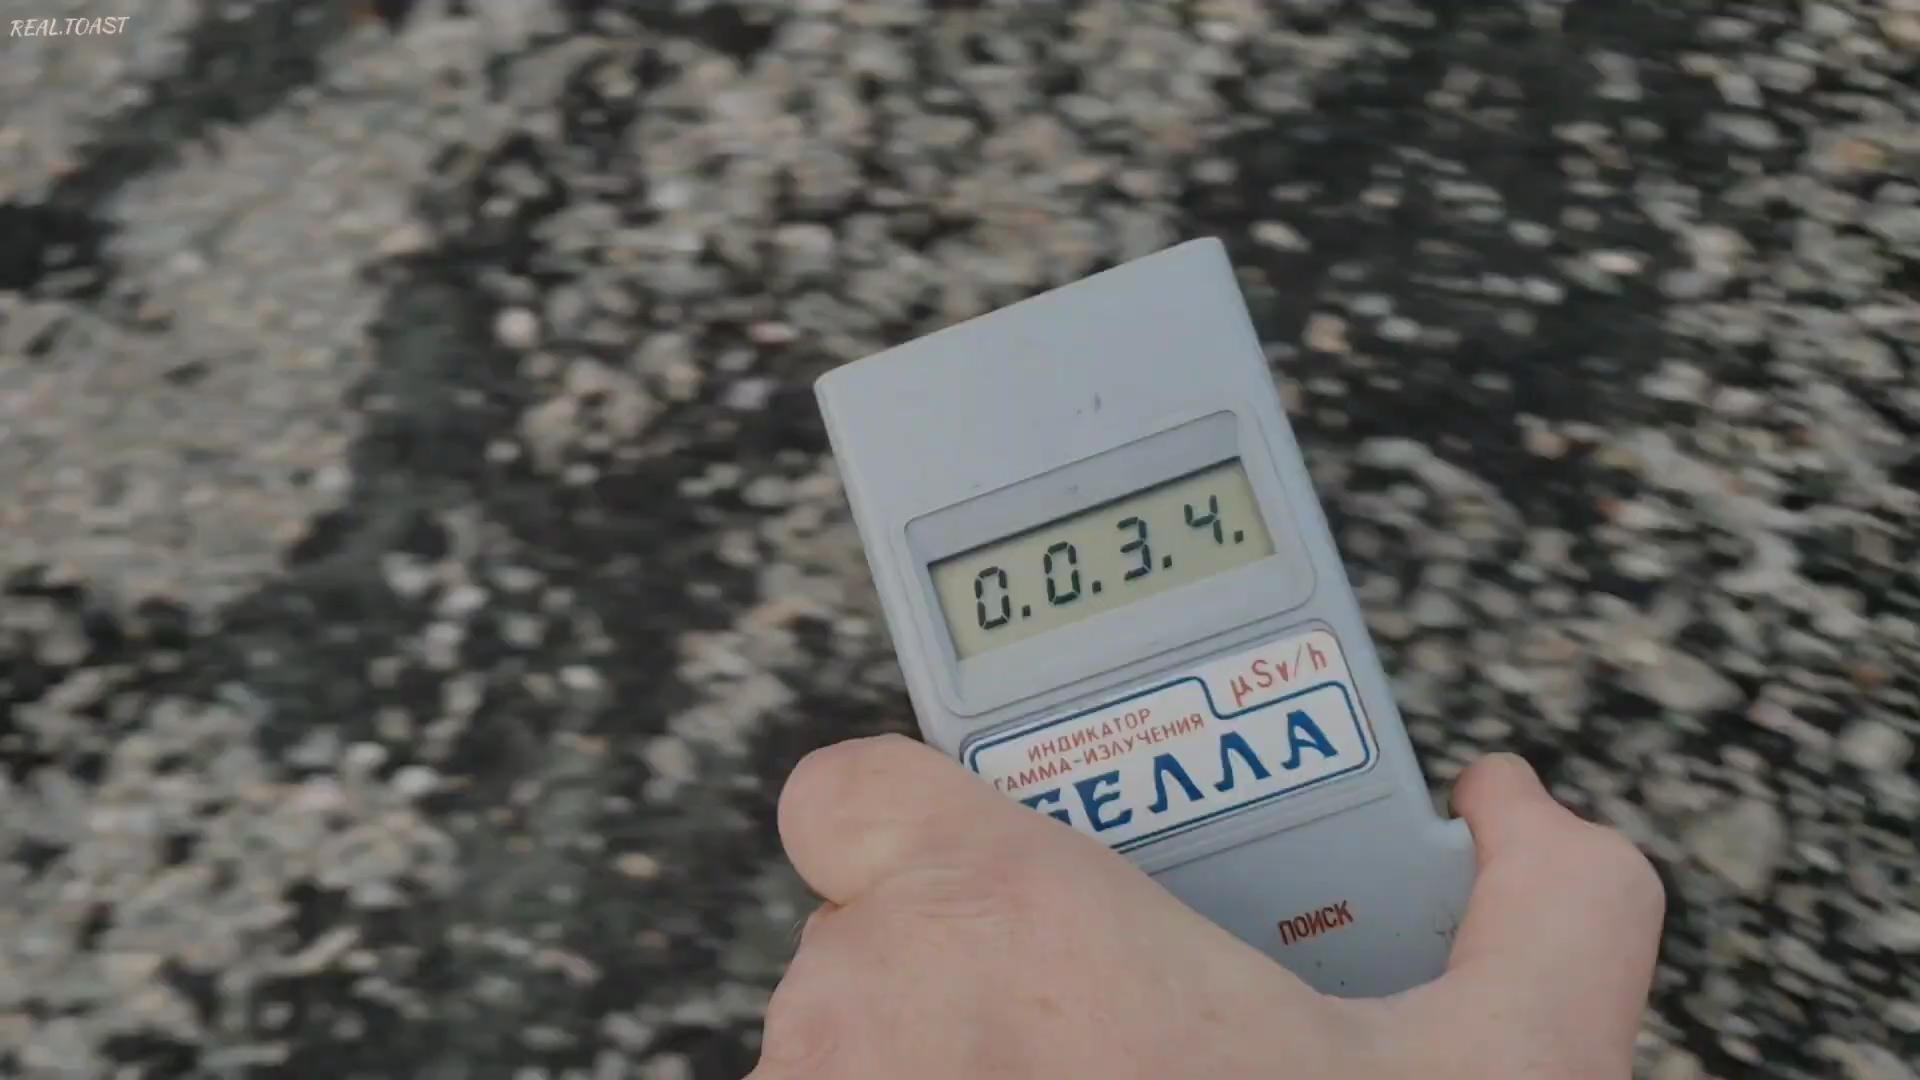 REAL.TOAST
0.0.3.4.
µSv/h
ИНДИКАТОР
ГАММА-ИЗЛУЧЕНИЯ
БЕЛЛА
ПОИСК